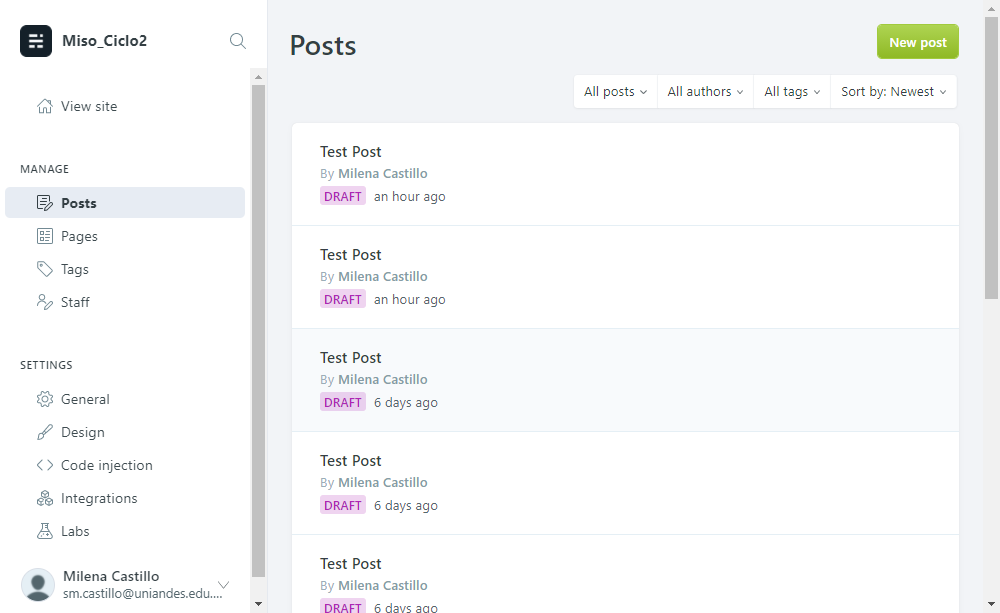 Miso_Ciclo2
View site
MANAGE
Posts
Pages
Tags
Staff
SETTINGS
General
Design
Code injection
Integrations
Labs
Milena Castillo
sm.castillo@uniandes.edu....
Posts
New post
All posts
All authors
All tags
Sort by: Newest
Test Post
By Milena Castillo
DRAFT an hour ago
Test Post
By Milena Castillo
DRAFT an hour ago
Test Post
By Milena Castillo
DRAFT 6 days ago
Test Post
By Milena Castillo
DRAFT 6 days ago
Test Post
By Milena Castillo
DRAFT 6 days ago